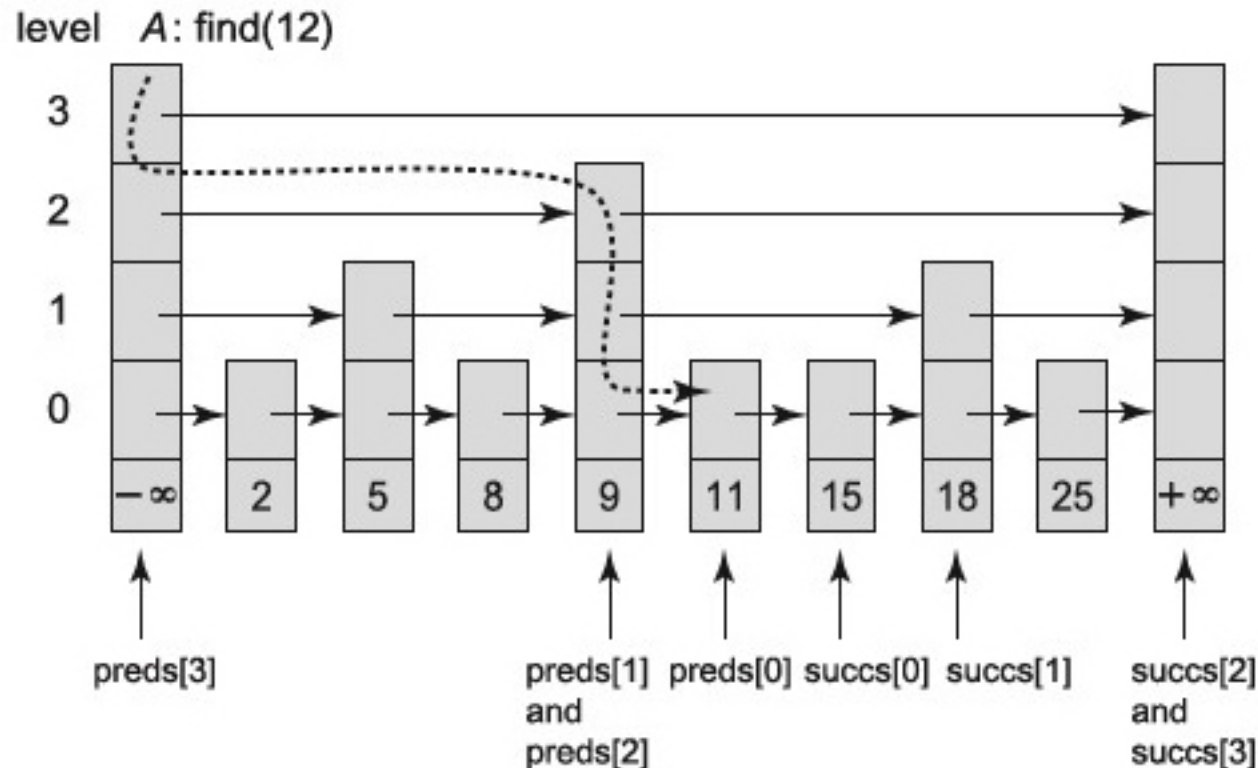 level A: find(12)
3
2
1
0
−∞ 2 5 8 9 11 15 18 25 +∞
preds[3] preds[1] and preds[2] preds[0] succs[0] succs[1] succs[2] and succs[3]